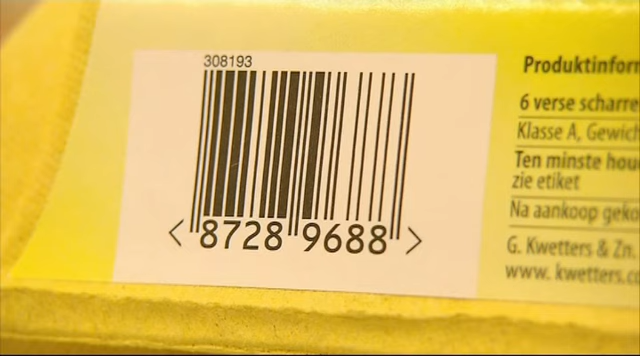 308193
< 8728 9688 >
Produktinform
6 verse scharre
Klasse A, Gewich
Ten minste hou
zie etiket
Na aankoop geko
G. Kwetters & Zn.
www. kwetters.c